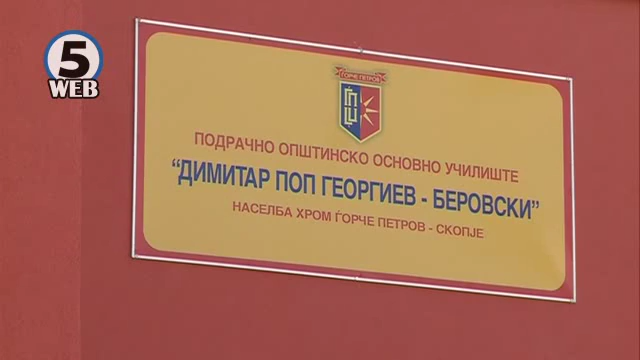 5
WEB
ЃОРЧЕ ПЕТРОВ
ПОДРАЧНО ОПШТИНСКО ОСНОВНО УЧИЛИШТЕ
"ДИМИТАР ПОП ГЕОРГИЕВ - БЕРОВСКИ"
НАСЕЛБА ХРОМ ЃОРЧЕ ПЕТРОВ - СКОПЈЕ